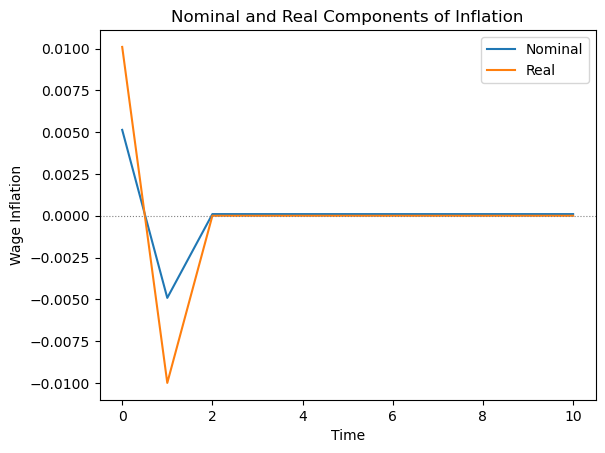 Nominal and Real Components of Inflation
Nominal
Real
Wage Inflation
0.0100
0.0075
0.0050
0.0025
0.0000
−0.0025
−0.0050
−0.0075
−0.0100
0 2 4 6 8 10
Time